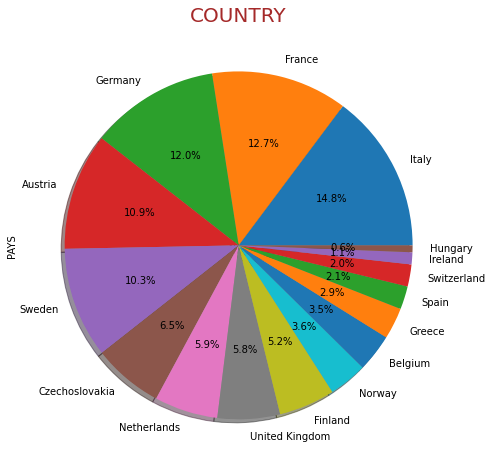 COUNTRY
France
Germany
Italy
12.7%
12.0%
14.8%
Austria
10.9%
PAYS
0.6%
Hungary
1.1%
Ireland
2.0%
Switzerland
10.3%
2.1%
Spain
2.9%
Sweden
3.5%
Greece
6.5%
3.6%
5.9%
5.2%
5.8%
Belgium
Czechoslovakia
Norway
Finland
Netherlands
United Kingdom